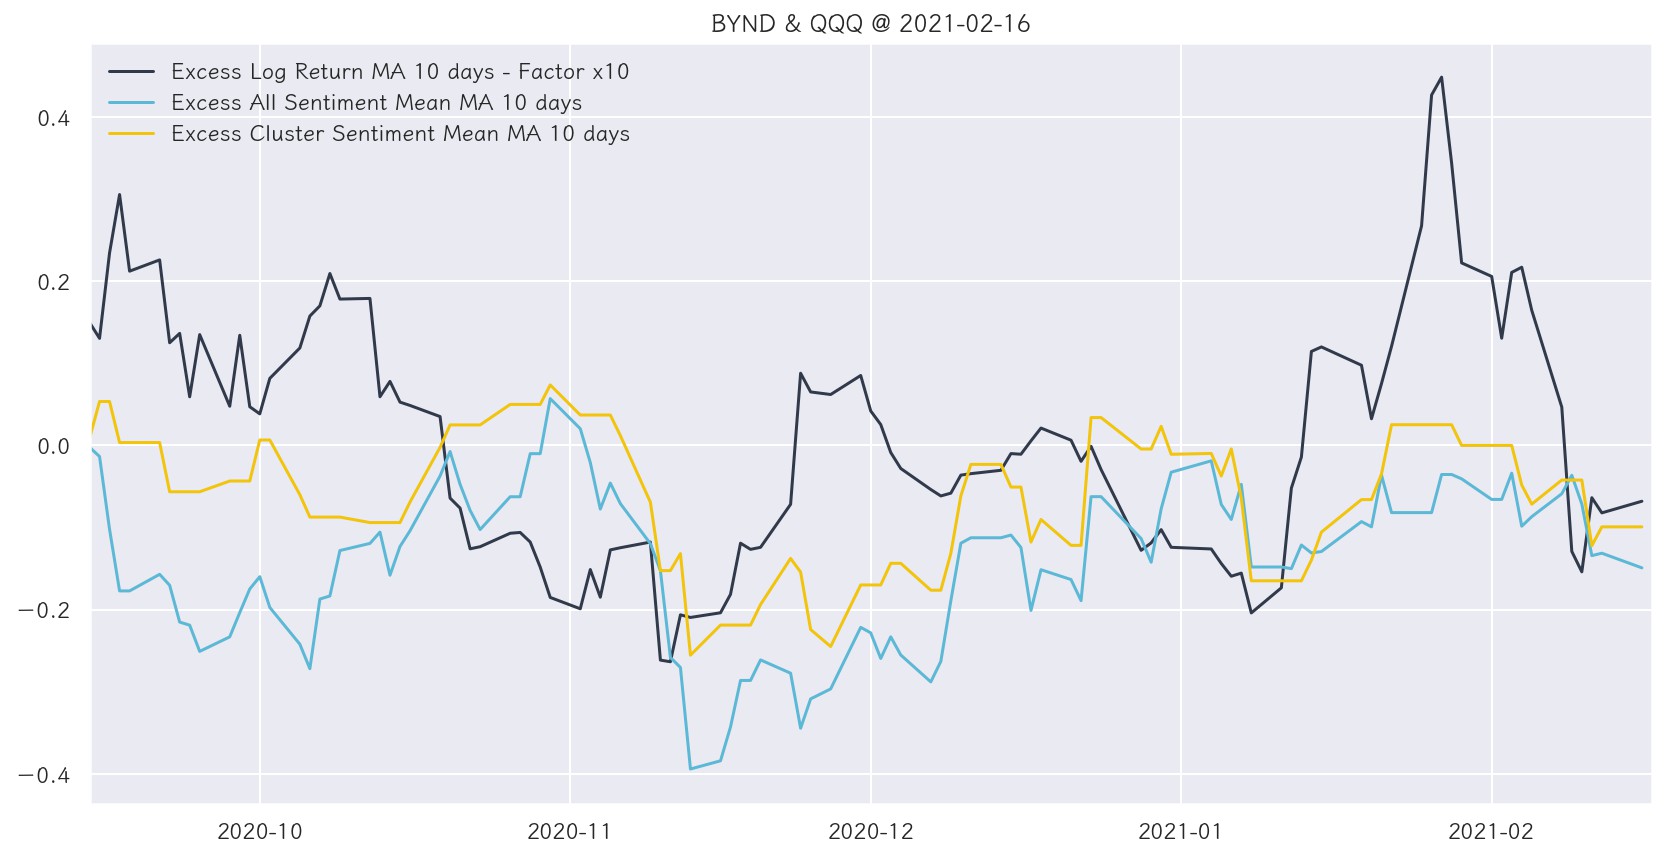 BYND & QQQ @ 2021-02-16
Excess Log Return MA 10 days - Factor x10
Excess All Sentiment Mean MA 10 days
Excess Cluster Sentiment Mean MA 10 days
0.4
0.2
0.0
−0.2
−0.4
2020-10 2020-11 2020-12 2021-01 2021-02